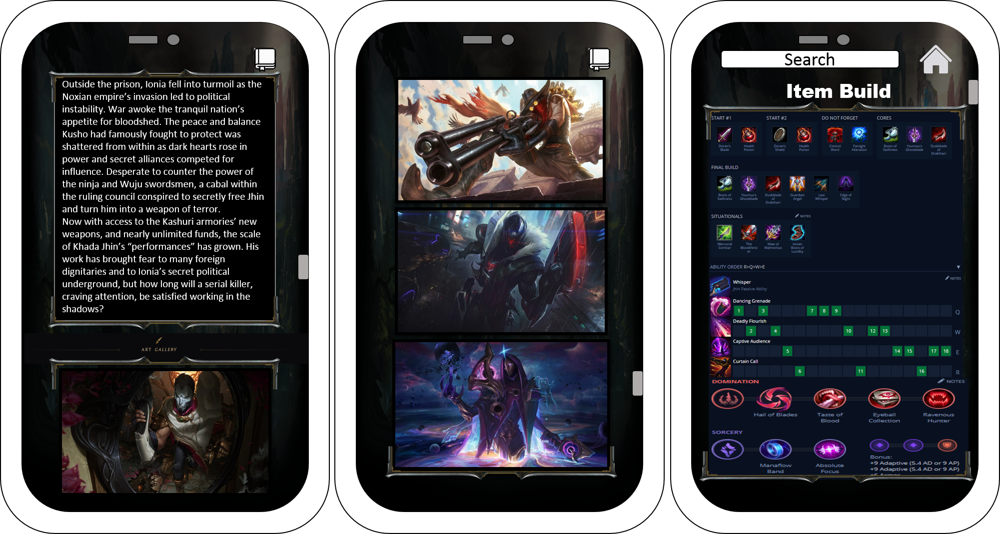 Outside the prison, Ionia fell into turmoil as the
Noxian empire’s invasion led to political
instability. War awoke the tranquil nation’s
appetite for bloodshed. The peace and balance
Kusho had famously fought to protect was
shattered from within as dark hearts rose in
power and secret alliances competed for
influence. Desperate to counter the power of
the ninja and Wuju swordsmen, a cabal within
the ruling council conspired to secretly free Jhin
and turn him into a weapon of terror.
Now with access to the Kashuri armories’ new
weapons, and nearly unlimited funds, the scale
of Khada Jhin’s “performances” has grown. His
work has brought fear to many foreign
dignitaries and to Ionia’s secret political
underground, but how long will a serial killer,
craving attention, be satisfied working in the
shadows?
ART GALLERY
Search
Item Build
START #1 START #2 DO NOT FORGET CORES
Doran's Health Doran's Health Control Farsight Boots of Youmuu's Duskblade
Blade Potion Shield Potion Ward Alteration Swiftness Ghostblade of
Draktharr
FINAL BUILD
Boots of Youmuu's Duskblade Guardian Last Edge of
Swiftness Ghostblade of Angel Whisper Night
Draktharr
SITUATIONALS NOTES
Mercurial The Maw of Ionian
Scimitar Bloodthirst Malmortius Boots of
er Lucidity
ABILITY ORDER R>Q>W>E
NOTES
Whisper
Jhin Passive Ability
Dancing Grenade
1 3 7 8 9 Q
Deadly Flourish
2 4 10 12 13 W
Captive Audience
5 14 15 17 18 E
Curtain Call
6 11 16 R
DOMINATION NOTES
Hail of Blades Taste of Eyeball Ravenous
Blood Collection Hunter
SORCERY
Manaflow Absolute
Band Focus
Bonus:
+9 Adaptive (5.4 AD or 9 AP)
+9 Adaptive (5.4 AD or 9 AP)
+6 Armor